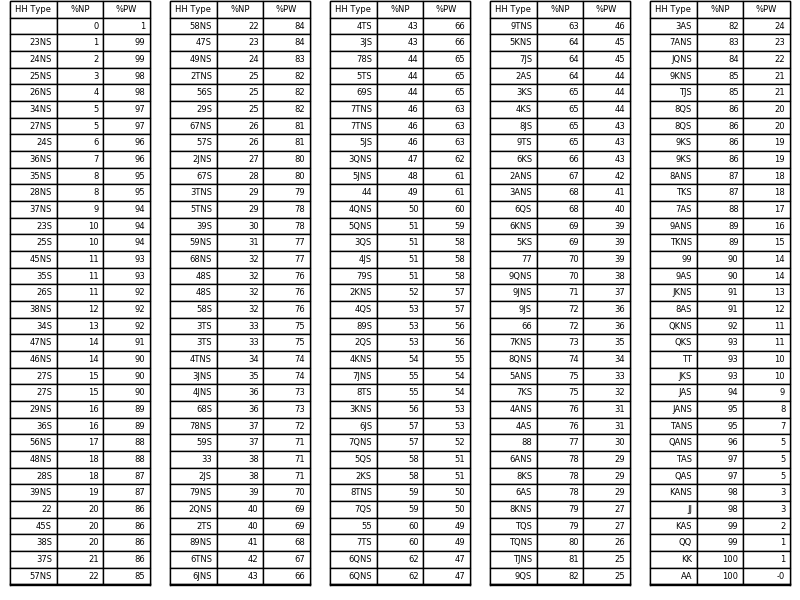 HH Type %NP %PW HH Type %NP %PW HH Type %NP %PW HH Type %NP %PW HH Type %NP %PW
0 1 58NS 22 84 4TS 43 66 9TNS 63 46 3AS 82 24
23NS 1 99 47S 23 84 3JS 43 66 5KNS 64 45 7ANS 83 23
24NS 2 99 49NS 24 83 78S 44 65 7JS 64 45 JQNS 84 22
25NS 3 98 2TNS 25 82 5TS 44 65 2AS 64 44 9KNS 85 21
26NS 4 98 56S 25 82 69S 44 65 3KS 65 44 TJS 85 21
34NS 5 97 29S 25 82 7TNS 46 63 4KS 65 44 8QS 86 20
27NS 5 97 67NS 26 81 7TNS 46 63 8JS 65 43 8QS 86 20
24S 6 96 57S 26 81 5JS 46 63 9TS 65 43 9KS 86 19
36NS 7 96 2JNS 27 80 3QNS 47 62 6KS 66 43 9KS 86 19
35NS 8 95 67S 28 80 5JNS 48 61 2ANS 67 42 8ANS 87 18
28NS 8 95 3TNS 29 79 44 49 61 3ANS 68 41 TKS 87 18
37NS 9 94 5TNS 29 78 4QNS 50 60 6QS 68 40 7AS 88 17
23S 10 94 39S 30 78 5QNS 51 59 6KNS 69 39 9ANS 89 16
25S 10 94 59NS 31 77 3QS 51 58 5KS 69 39 TKNS 89 15
45NS 11 93 68NS 32 77 4JS 51 58 77 70 39 99 90 14
35S 11 93 48S 32 76 79S 51 58 9QNS 70 38 9AS 90 14
26S 11 92 48S 32 76 2KNS 52 57 9JNS 71 37 JKNS 91 13
38NS 12 92 58S 32 76 4QS 53 57 9JS 72 36 8AS 91 12
34S 13 92 3TS 33 75 89S 53 56 66 72 36 QKNS 92 11
47NS 14 91 3TS 33 75 2QS 53 56 7KNS 73 35 QKS 93 11
46NS 14 90 4TNS 34 74 4KNS 54 55 8QNS 74 34 TT 93 10
27S 15 90 3JNS 35 74 7JNS 55 54 5ANS 75 33 JKS 93 10
27S 15 90 4JNS 36 73 8TS 55 54 7KS 75 32 JAS 94 9
29NS 16 89 68S 36 73 3KNS 56 53 4ANS 76 31 JANS 95 8
36S 16 89 78NS 37 72 6JS 57 53 4AS 76 31 TANS 95 7
56NS 17 88 59S 37 71 7QNS 57 52 88 77 30 QANS 96 5
48NS 18 88 33 38 71 5QS 58 51 6ANS 78 29 TAS 97 5
28S 18 87 2JS 38 71 2KS 58 51 8KS 78 29 QAS 97 5
39NS 19 87 79NS 39 70 8TNS 59 50 6AS 78 29 KANS 98 3
22 20 86 2QNS 40 69 7QS 59 50 8KNS 79 27 JJ 98 3
45S 20 86 2TS 40 69 55 60 49 TQS 79 27 KAS 99 2
38S 20 86 89NS 41 68 7TS 60 49 TQNS 80 26 QQ 99 1
37S 21 86 6TNS 42 67 6QNS 62 47 TJNS 81 25 KK 100 1
57NS 22 85 6JNS 43 66 6QNS 62 47 9QS 82 25 AA 100 -0